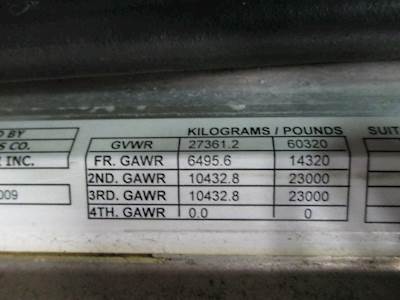 D BY
S CO.
INC.
009
KILOGRAMS / POUNDS
GVWR 27361.2 60320
FR. GAWR 6495.6 14320
2ND. GAWR 10432.8 23000
3RD. GAWR 10432.8 23000
4TH. GAWR 0.0 0
SUIT